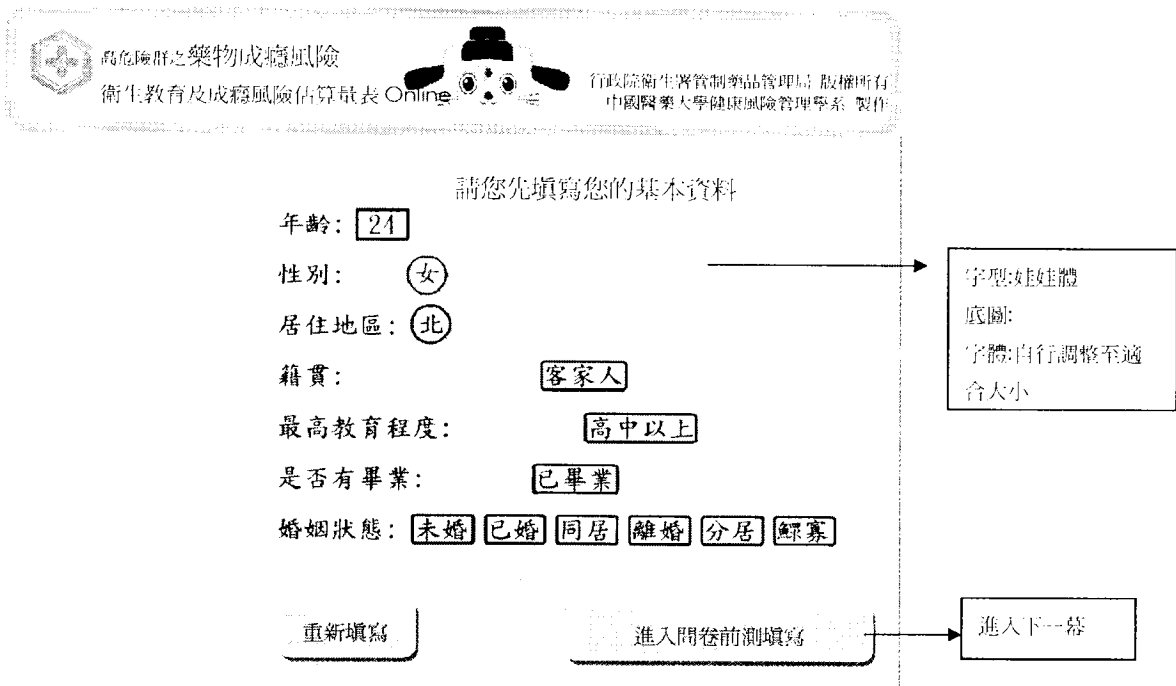 高危險群之藥物成癮風險
衛生教育及成癮風險估算量表Online
行政院衛生署管制藥品管理局 版權所有
中國醫藥大學健康風險管理學系 製作
請您先填寫您的基本資料
年齡: 24
性別: 女
居住地區: 北
籍貫: 客家人
最高教育程度: 高中以上
是否有畢業: 已畢業
婚姻狀態: 未婚 已婚 同居 離婚 分居 鰥寡
字型:娃娃體
底圖:
字體:自行調整至適
合大小
重新填寫
進入問卷前測填寫
進入下一幕